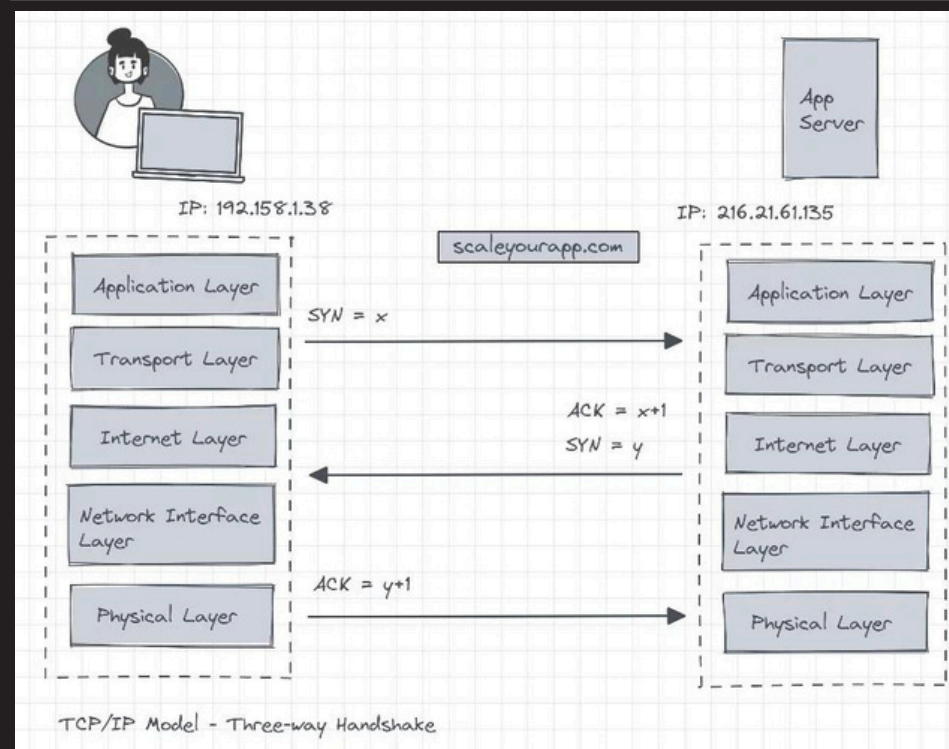 App
Server
IP: 192.158.1.38
IP: 216.21.61.135
scaleyourapp.com
Application Layer
Transport Layer
Internet Layer
Network Interface
Layer
Physical Layer
SYN = x
ACK = x+1
SYN = y
ACK = y+1
Application Layer
Transport Layer
Internet Layer
Network Interface
Layer
Physical Layer
TCP/IP Model - Three-way Handshake